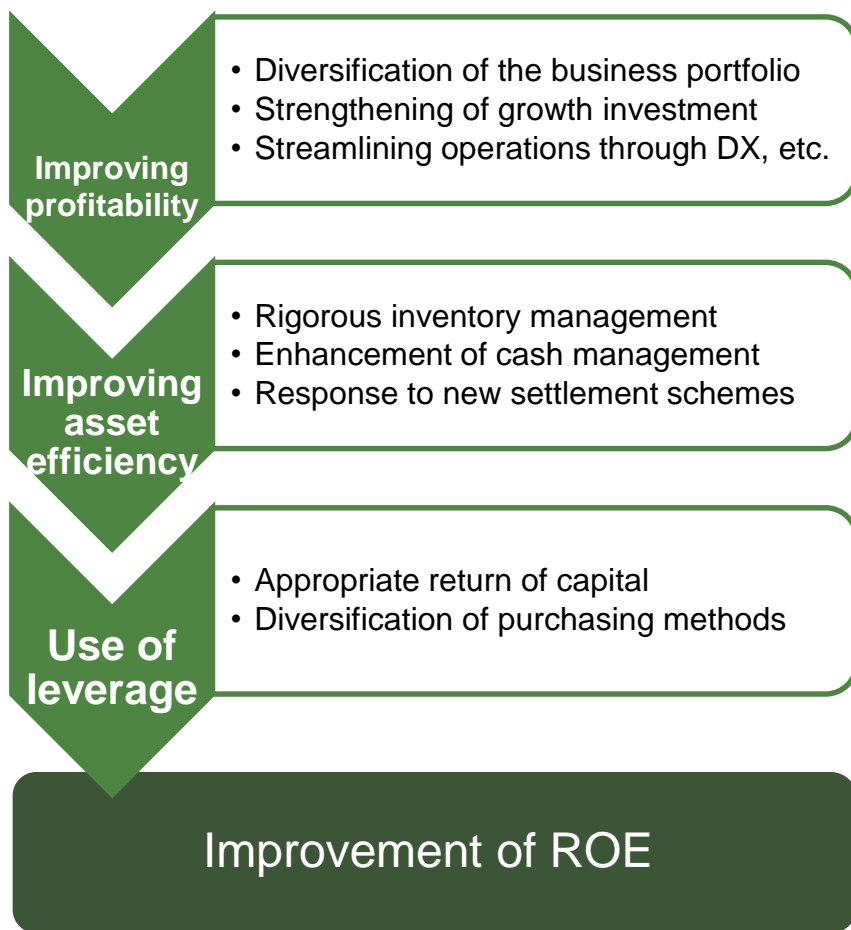 Improving
profitability
• Diversification of the business portfolio
• Strengthening of growth investment
• Streamlining operations through DX, etc.
Improving
asset
efficiency
• Rigorous inventory management
• Enhancement of cash management
• Response to new settlement schemes
Use of
leverage
• Appropriate return of capital
• Diversification of purchasing methods
Improvement of ROE